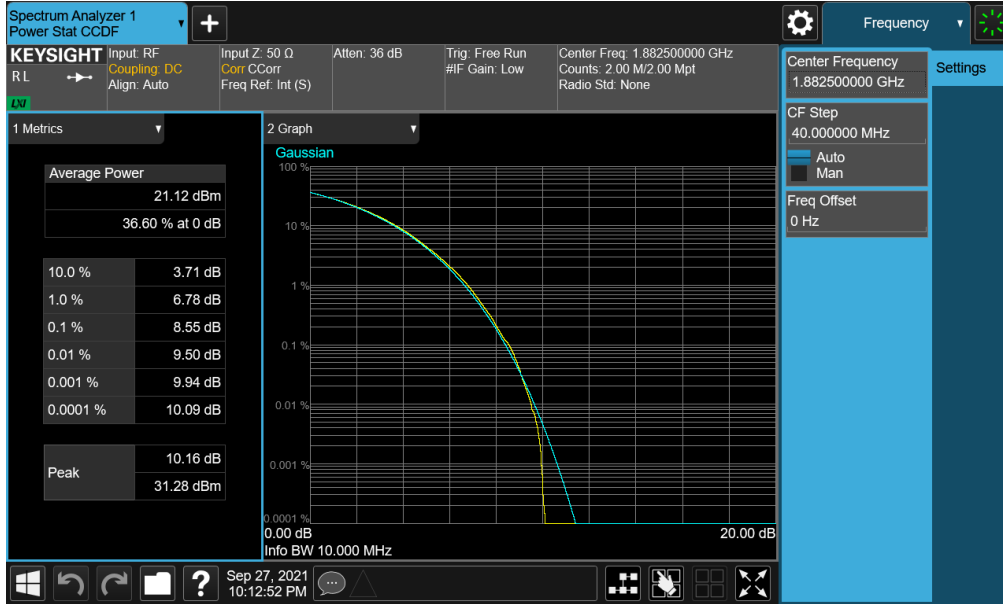 Spectrum Analyzer 1
Power Stat CCDF
Frequency
KEYSIGHT
R L
LXI
Input: RF
Coupling: DC
Align: Auto
Input Z: 50 Ω
Corr CCorr
Freq Ref: Int (S)
Atten: 36 dB
Trig: Free Run
#IF Gain: Low
Center Freq: 1.882500000 GHz
Counts: 2.00 M/2.00 Mpt
Radio Std: None
Center Frequency
1.882500000 GHz
Settings
CF Step
40.000000 MHz
Auto
Man
Freq Offset
0 Hz
1 Metrics
Average Power
21.12 dBm
36.60 % at 0 dB
10.0 % 3.71 dB
1.0 % 6.78 dB
0.1 % 8.55 dB
0.01 % 9.50 dB
0.001 % 9.94 dB
0.0001 % 10.09 dB
Peak
10.16 dB
31.28 dBm
2 Graph
Gaussian
100 %
10 %
1 %
0.1 %
0.01 %
0.001 %
0.0001 %
0.00 dB 20.00 dB
Info BW 10.000 MHz
?
Sep 27, 2021
10:12:52 PM